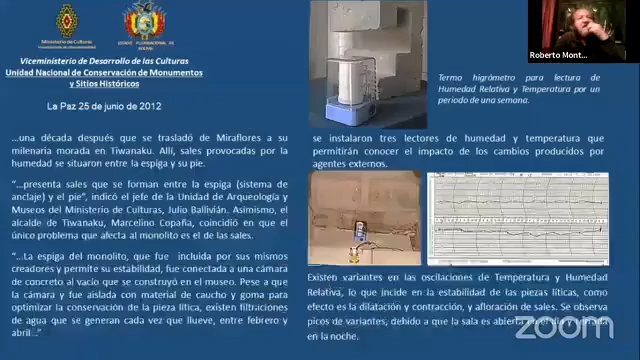 Ministerio de Culturas
ESTADO PLURINACIONAL DE
BOLIVIA
Viceministerio de Desarrollo de las Culturas
Unidad Nacional de Conservación de Monumentos
y Sitios Históricos
La Paz 25 de junio de 2012
...una década después que se trasladó de Miraflores a su
milenaria morada en Tiwanaku. Allí, sales provocadas por la
humedad se situaron entre la espiga y su pie.
"...presenta sales que se forman entre la espiga (sistema de
anclaje) y el pie", indicó el jefe de la Unidad de Arqueología y
Museos del Ministerio de Culturas, Julio Ballivián. Asimismo, el
alcalde de Tiwanaku, Marcelino Copaña, coincidió en que el
único problema que afecta al monolito es el de las sales.
"...La espiga del monolito, que fue incluida por sus mismos
creadores y permite su estabilidad, fue conectada a una cámara
de concreto al vacío que se construyó en el museo. Pese a que
la cámara y fue aislada con material de caucho y goma para
optimizar la conservación de la pieza lítica, existen filtraciones
de agua que se generan cada vez que llueve, entre febrero y
abril..."
Termo higrómetro para lectura de
Humedad Relativa y Temperatura por un
periodo de una semana.
se instalaron tres lectores de humedad y temperatura que
permitirán conocer el impacto de los cambios producidos por
agentes externos.
Existen variantes en las oscilaciones de Temperatura y Humedad
Relativa, lo que incide en la estabilidad de las piezas líticas, como
efecto es la dilatación y contracción, y afloración de sales. Se observa
picos de variantes, debido a que la sala es abierta en el día y
en la noche.
Roberto Mont...
zoom